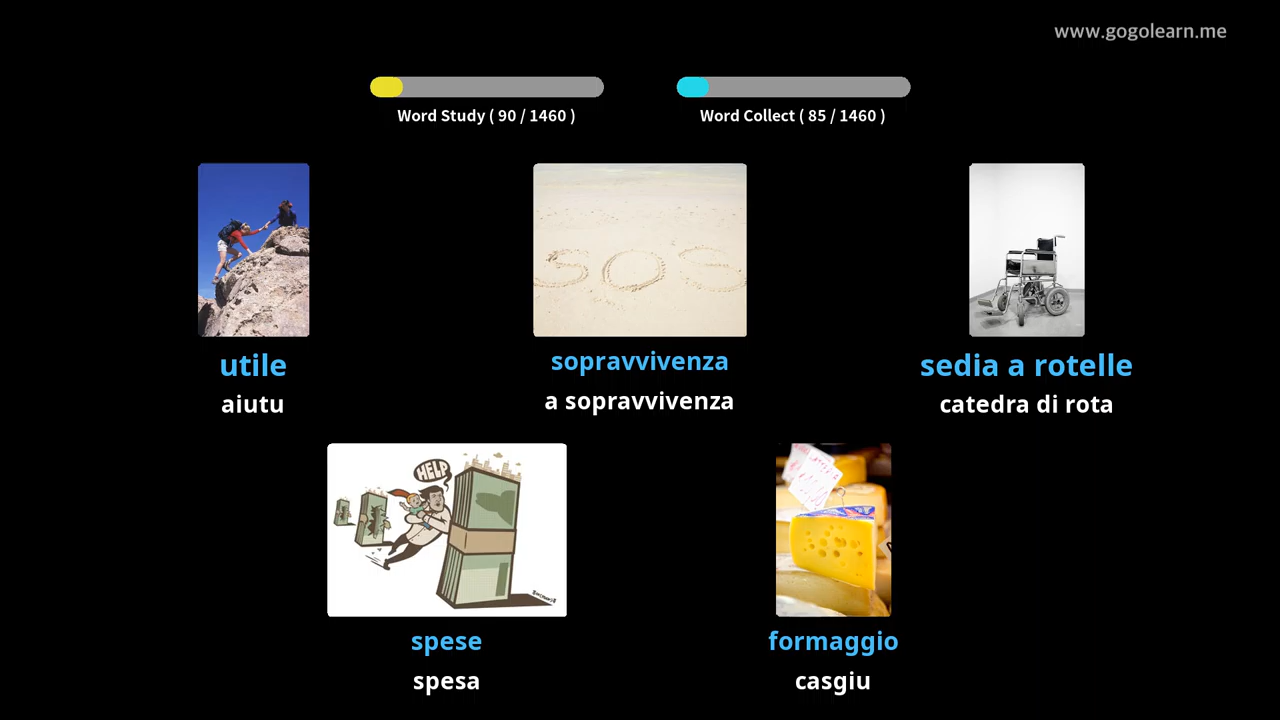 www.gogolearn.me
Word Study ( 90 / 1460 )
Word Collect ( 85 / 1460 )
SOS
utile
aiutu
sopravvivenza
a sopravvivenza
sedia a rotelle
catedra di rota
HELP
spese
spesa
formaggio
casgiu